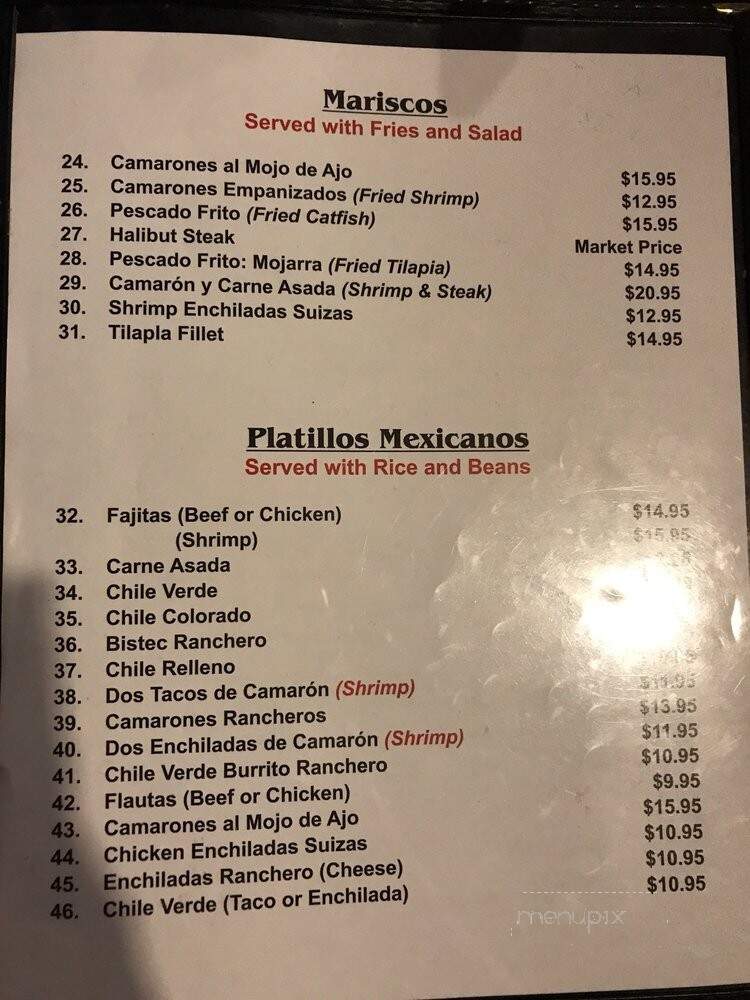 Mariscos
Served with Fries and Salad
24. Camarones al Mojo de Ajo $15.95
25. Camarones Empanizados (Fried Shrimp) $12.95
26. Pescado Frito (Fried Catfish) $15.95
27. Halibut Steak Market Price
28. Pescado Frito: Mojarra (Fried Tilapia) $14.95
29. Camarón y Carne Asada (Shrimp & Steak) $20.95
30. Shrimp Enchiladas Suizas $12.95
31. Tilapla Fillet $14.95
Platillos Mexicanos
Served with Rice and Beans
32. Fajitas (Beef or Chicken) $14.95
(Shrimp) $15.95
33. Carne Asada
34. Chile Verde
35. Chile Colorado
36. Bistec Ranchero
37. Chile Relleno
38. Dos Tacos de Camarón (Shrimp) $11.95
39. Camarones Rancheros $13.95
40. Dos Enchiladas de Camarón (Shrimp) $11.95
41. Chile Verde Burrito Ranchero $10.95
42. Flautas (Beef or Chicken) $9.95
43. Camarones al Mojo de Ajo $15.95
44. Chicken Enchiladas Suizas $10.95
45. Enchiladas Ranchero (Cheese) $10.95
46. Chile Verde (Taco or Enchilada) $10.95
menupix